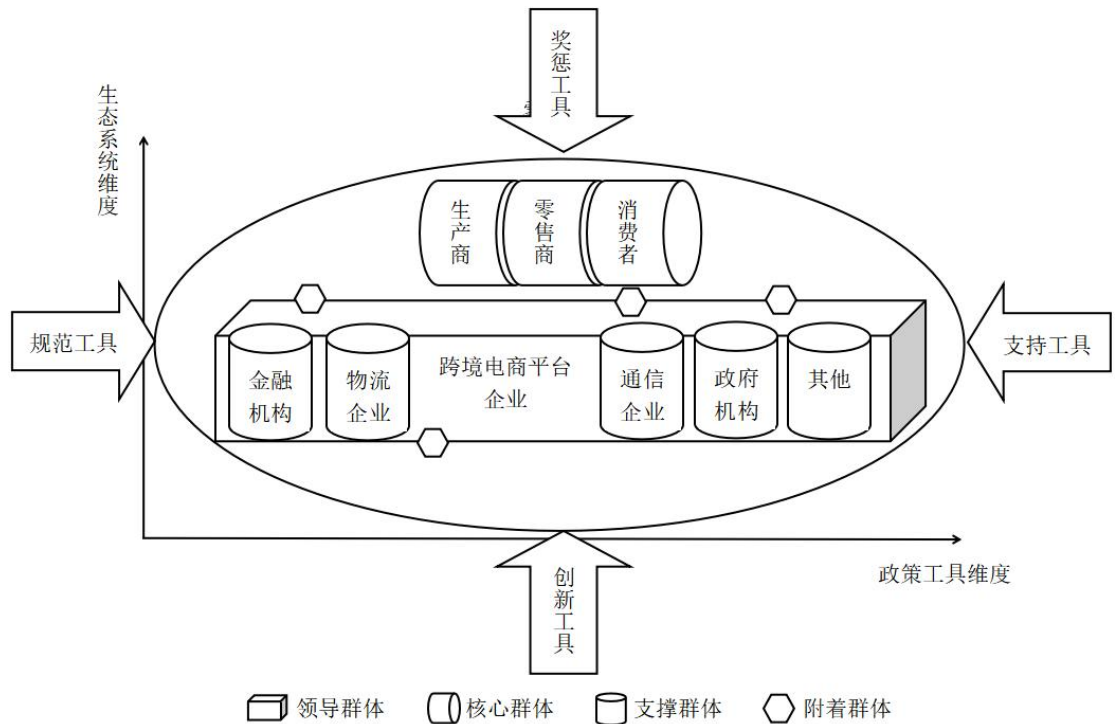 奖惩工具
生态系统维度
生产商
零售商
消费者
规范工具
支持工具
金融
机构
物流
企业
跨境电商平台
企业
通信
企业
政府
机构
其他
政策工具维度
创新工具
领导群体
核心群体
支撑群体
附着群体